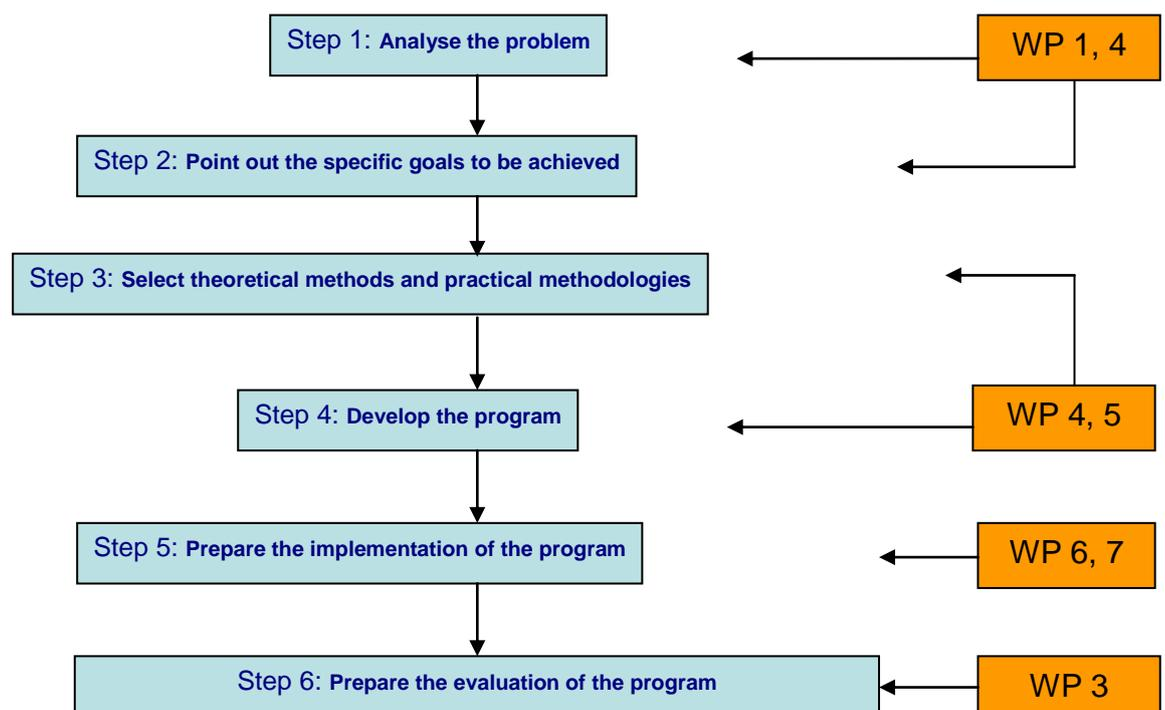 Step 1: Analyse the problem
WP 1, 4
Step 2: Point out the specific goals to be achieved
Step 3: Select theoretical methods and practical methodologies
Step 4: Develop the program
WP 4, 5
Step 5: Prepare the implementation of the program
WP 6, 7
Step 6: Prepare the evaluation of the program
WP 3